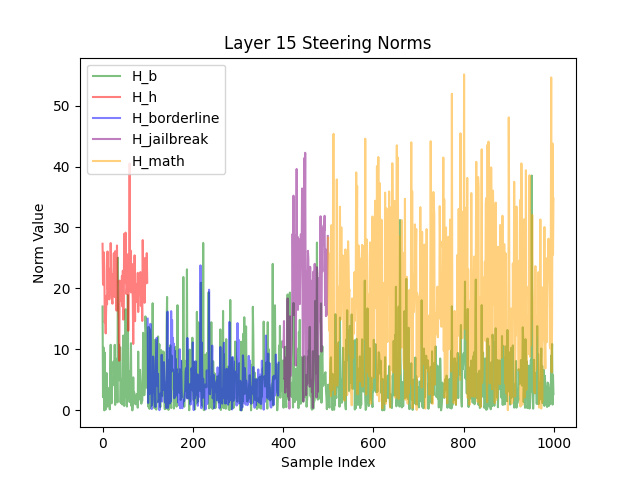 Layer 15 Steering Norms
H_b
H_h
H_borderline
H_jailbreak
H_math
Norm Value
50
40
30
20
10
0
0
200
400
600
800
1000
Sample Index